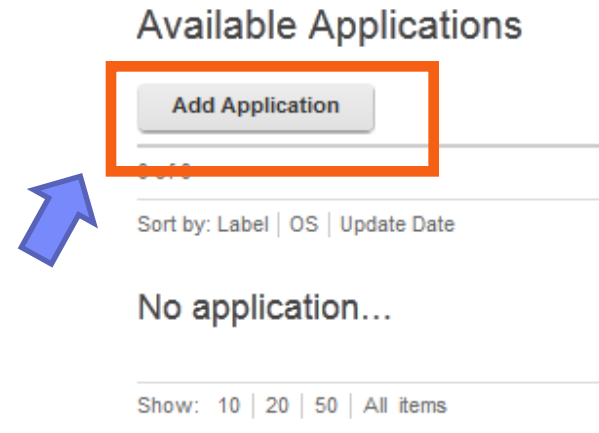 Available Applications
Add Application
Sort by: Label | OS | Update Date
No application...
Show: 10 | 20 | 50 | All items